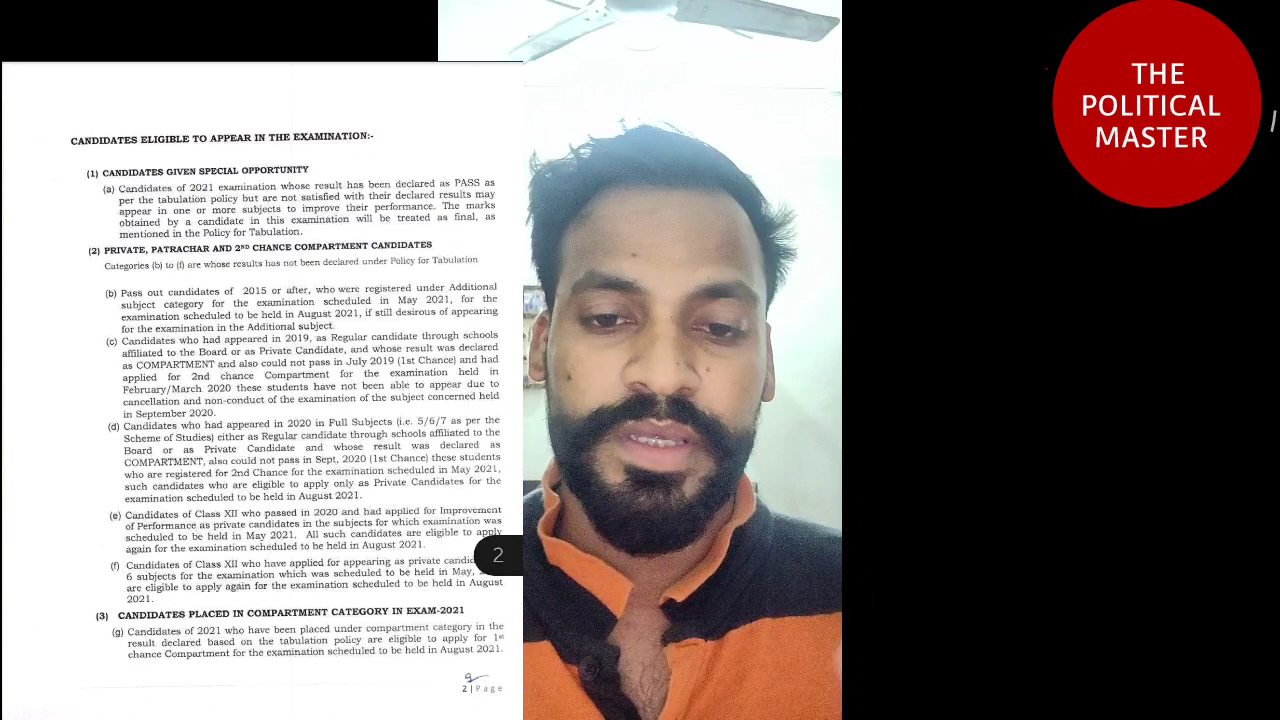 CANDIDATES ELIGIBLE TO APPEAR IN THE EXAMINATION:-
(1) CANDIDATES GIVEN SPECIAL OPPORTUNITY
(a) Candidates of 2021 examination whose result has been declared as PASS as
per the tabulation policy but are not satisfied with their declared results may
appear in one or more subjects to improve their performance. The marks
obtained by a candidate in this examination will be treated as final, as
mentioned in the Policy for Tabulation.
(2) PRIVATE, PATRACHAR AND 2ND CHANCE COMPARTMENT CANDIDATES
Categories (b) to (f) are whose results has not been declared under Policy for Tabulation
(b) Pass out candidates of 2015 or after, who were registered under Additional
subject category for the examination scheduled in May 2021, for the
examination scheduled to be held in August 2021, if still desirous of appearing
for the examination in the Additional subject.
(c) Candidates who had appeared in 2019, as Regular candidate through schools
affiliated to the Board or as Private Candidate, and whose result was declared
as COMPARTMENT and also could not pass in July 2019 (1st Chance) and had
applied for 2nd chance Compartment for the examination held in
February/March 2020 these students have not been able to appear due to
cancellation and non-conduct of the examination of the subject concerned held
in September 2020.
(d) Candidates who had appeared in 2020 in Full Subjects (i.e. 5/6/7 as per the
Scheme of Studies) either as Regular candidate through schools affiliated to the
Board or as Private Candidate and whose result was declared as
COMPARTMENT, also could not pass in Sept, 2020 (1st Chance) these students
who are registered for 2nd Chance for the examination scheduled in May 2021,
such candidates who are eligible to apply only as Private Candidates for the
examination scheduled to be held in August 2021.
(e) Candidates of Class XII who passed in 2020 and had applied for Improvement
of Performance as private candidates in the subjects for which examination was
scheduled to be held in May 2021. All such candidates are eligible to apply
again for the examination scheduled to be held in August 2021.
(f) Candidates of Class XII who have applied for appearing as private
6 subjects for the examination which was scheduled to be held in May,
are eligible to apply again for the examination scheduled to be held in August
2021.
(3) CANDIDATES PLACED IN COMPARTMENT CATEGORY IN EXAM-2021
(g) Candidates of 2021 who have been placed under compartment category in the
result declared based on the tabulation policy are eligible to apply for 1st
chance Compartment for the examination scheduled to be held in August 2021.
2 | Page
2
THE
POLITICAL
MASTER